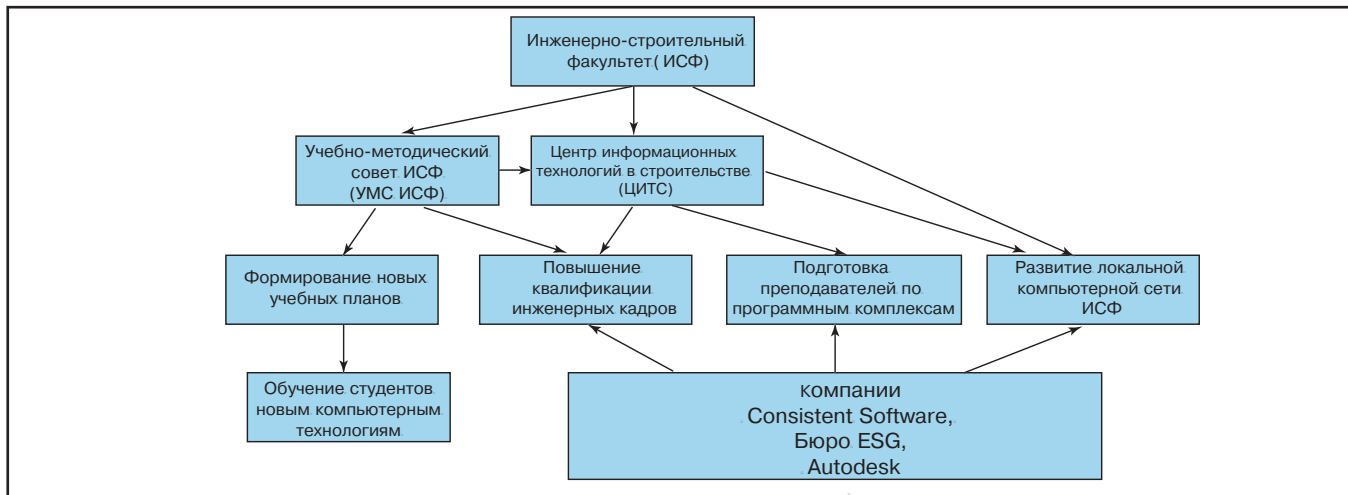 Инженерно-строительный
факультет( ИСФ)
Учебно-методический
совет ИСФ
(УМС ИСФ)
Центр информационных
технологий в строительстве
(ЦИТС)
Формирование новых
учебных планов
Повышение
квалификации
инженерных кадров
Подготовка
преподавателей по
программным комплексам
Развитие локальной
компьютерной сети
ИСФ
Обучение студентов
новым компьютерным
технологиям
компании
Consistent Software,
Бюро ESG,
Autodesk